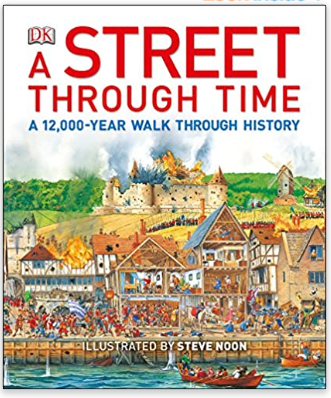 DK
A STREET
THROUGH TIME
A 12,000-YEAR WALK THROUGH HISTORY
ILLUSTRATED BY STEVE NOON